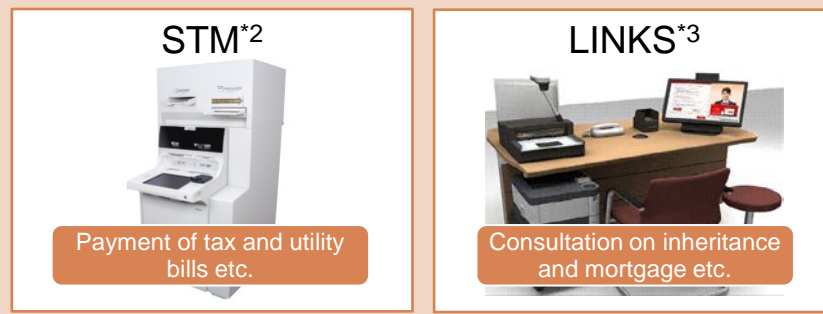 STM*2
LINKS*3
Payment of tax and utility
bills etc.
Consultation on inheritance
and mortgage etc.